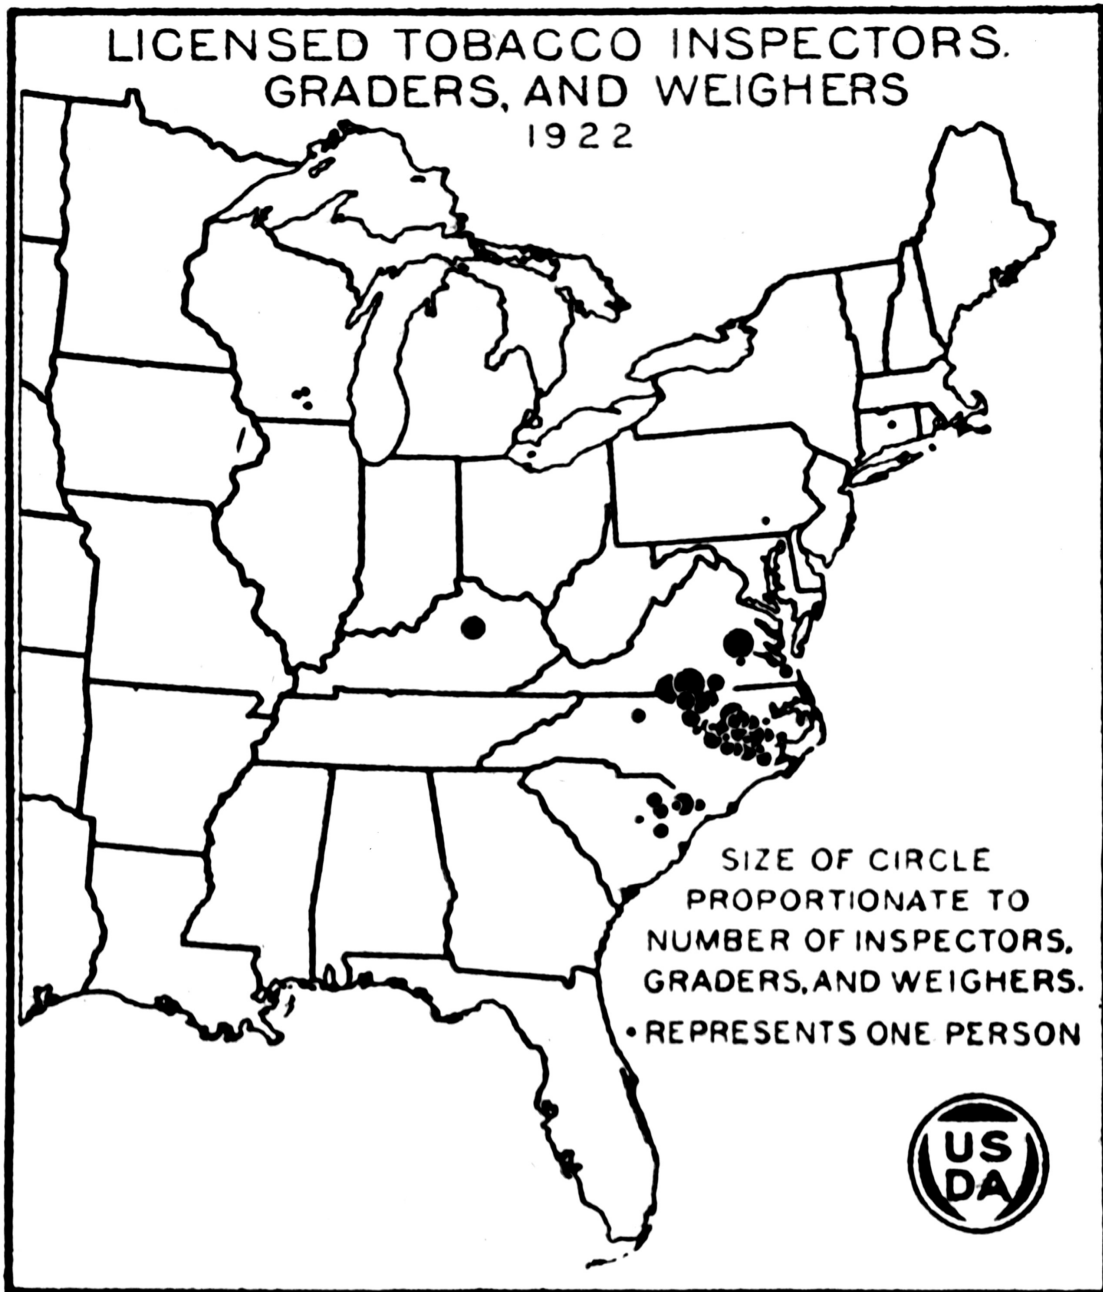 LICENSED TOBACCO INSPECTORS.
GRADERS, AND WEIGHERS
1922
SIZE OF CIRCLE
PROPORTIONATE TO
NUMBER OF INSPECTORS.
GRADERS, AND WEIGHERS.
• REPRESENTS ONE PERSON
US
DA